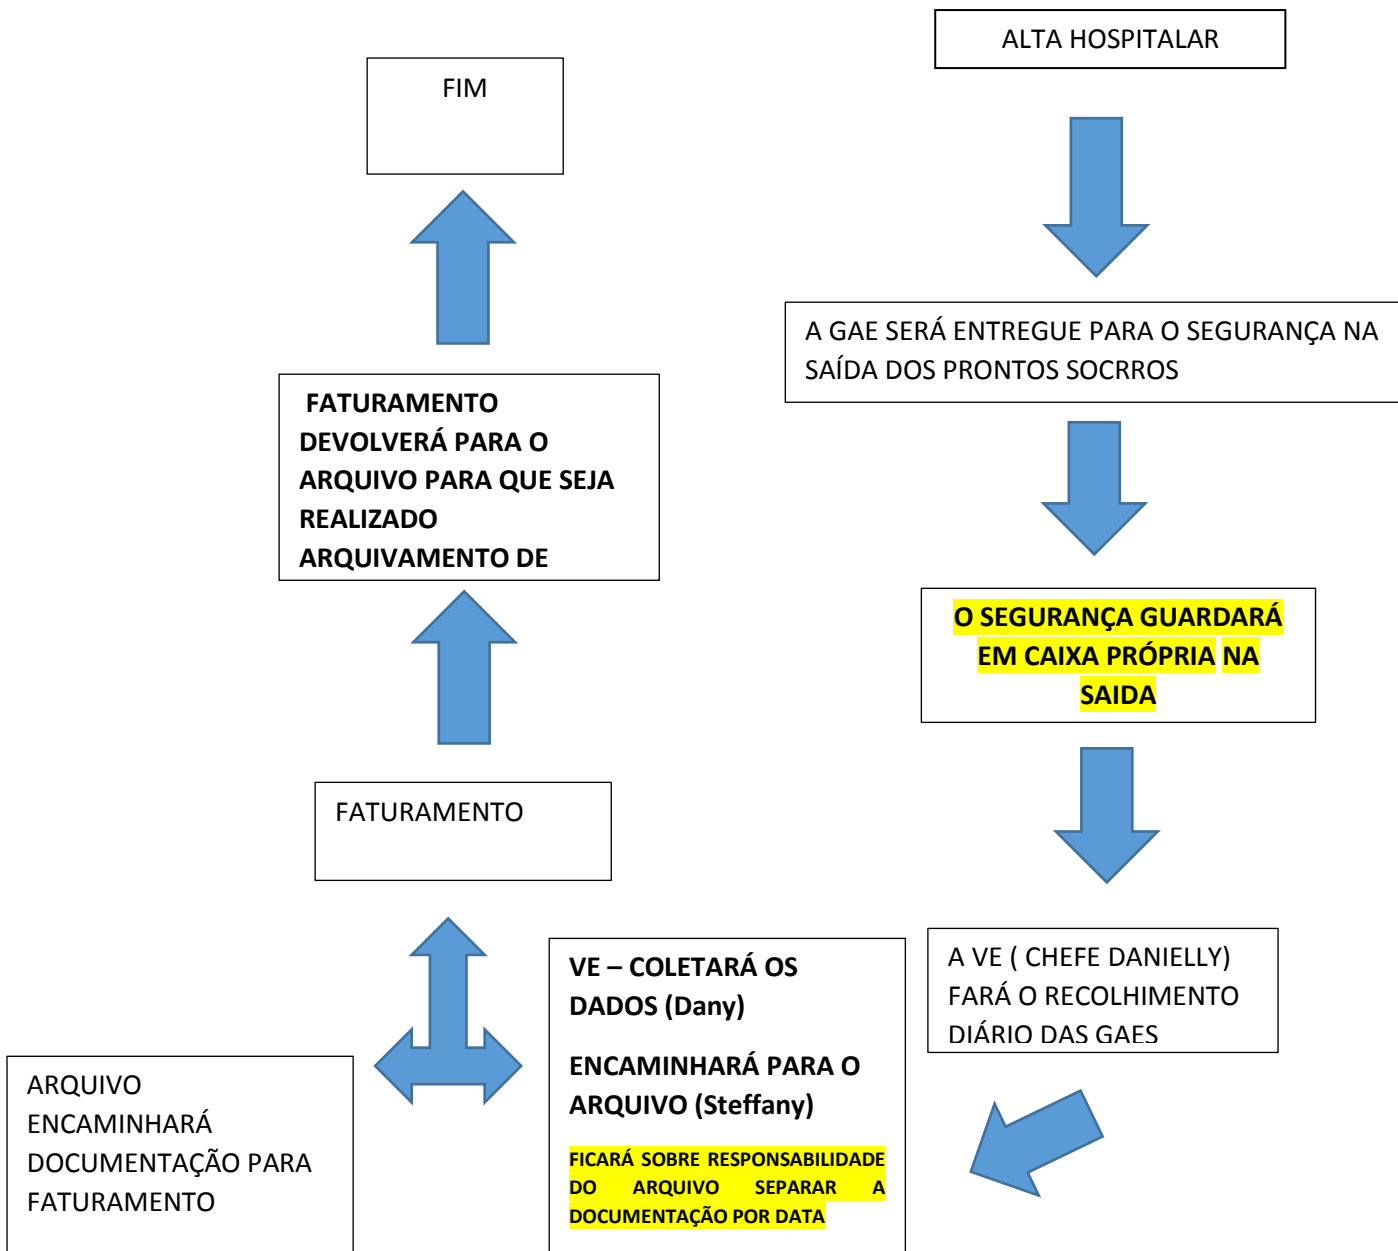 ALTA HOSPITALAR
A GAE SERÁ ENTREGUE PARA O SEGURANÇA NA
SAÍDA DOS PRONTOS SOCRROS
O SEGURANÇA GUARDARÁ
EM CAIXA PRÓPRIA NA
SAIDA
A VE ( CHEFE DANIELLY)
FARÁ O RECOLHIMENTO
DIÁRIO DAS GAES
VE – COLETARÁ OS
DADOS (Dany)
ENCAMINHARÁ PARA O
ARQUIVO (Steffany)
FICARÁ SOBRE RESPONSABILIDADE
DO ARQUIVO SEPARAR A
DOCUMENTAÇÃO POR DATA
ARQUIVO
ENCAMINHARÁ
DOCUMENTAÇÃO PARA
FATURAMENTO
FATURAMENTO
FATURAMENTO
DEVOLVERÁ PARA O
ARQUIVO PARA QUE SEJA
REALIZADO
ARQUIVAMENTO DE
FIM